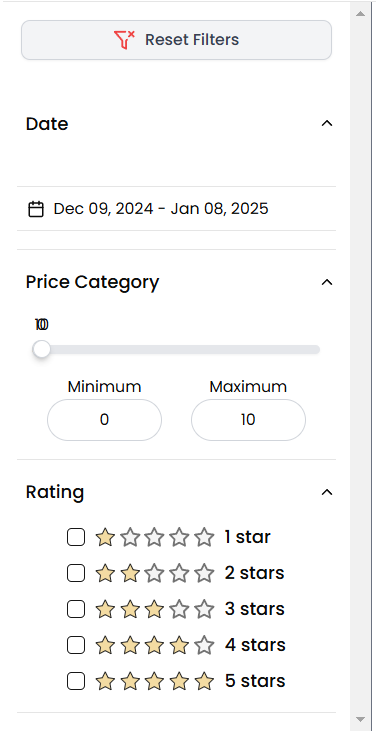 Reset Filters
Date
Dec 09, 2024 - Jan 08, 2025
Price Category
Minimum Maximum
0 10
Rating
1 star
2 stars
3 stars
4 stars
5 stars